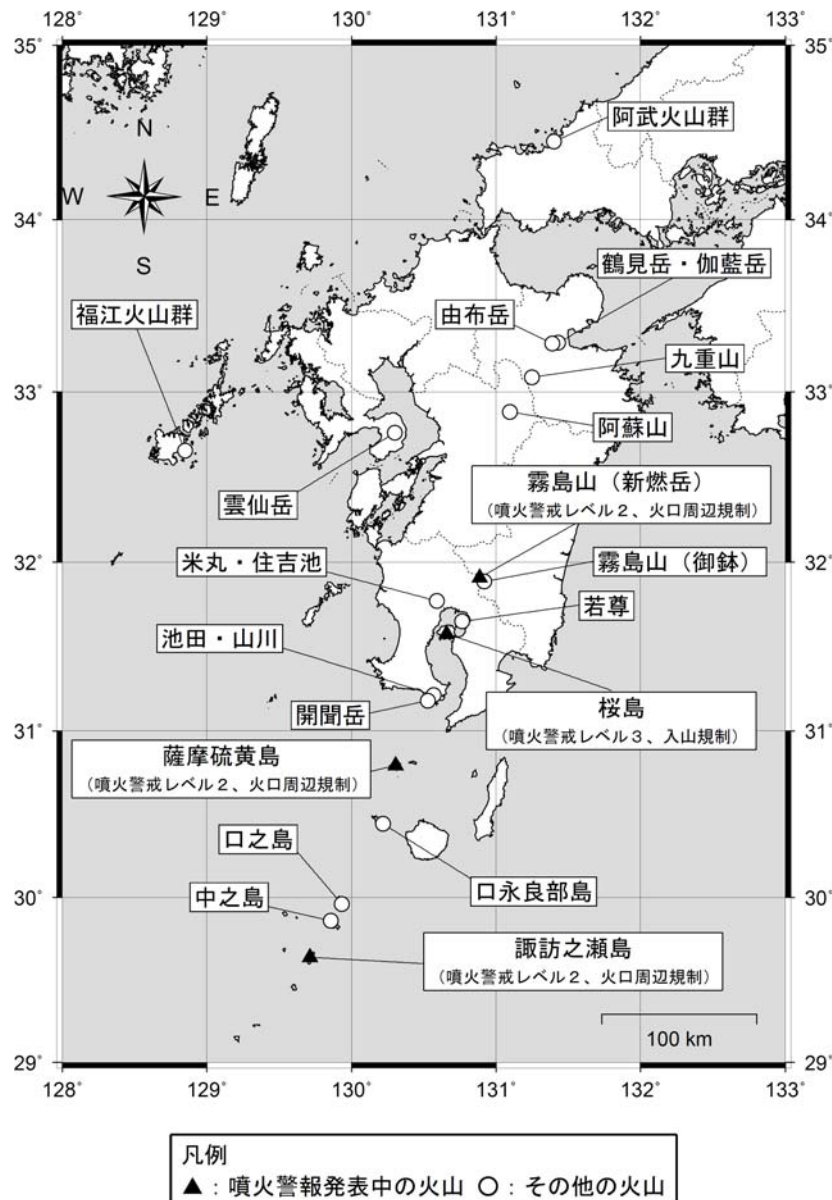 128° 129° 130° 131° 132° 133°
35° 35°
阿武火山群
N
W E
34° 34°
S
鶴見岳・伽藍岳
福江火山群
由布岳
九重山
33° 33°
阿蘇山
霧島山（新燃岳）
（噴火警戒レベル２、火口周辺規制）
雲仙岳
32° 32°
米丸・住吉池
霧島山（御鉢）
若尊
池田・山川
開聞岳
桜島
（噴火警戒レベル３、入山規制）
31° 31°
薩摩硫黄島
（噴火警戒レベル２、火口周辺規制）
口之島
口永良部島
30° 30°
中之島
諏訪之瀬島
（噴火警戒レベル２、火口周辺規制）
100 km
29° 29°
128° 129° 130° 131° 132° 133°
凡例
▲：噴火警報発表中の火山 ○：その他の火山